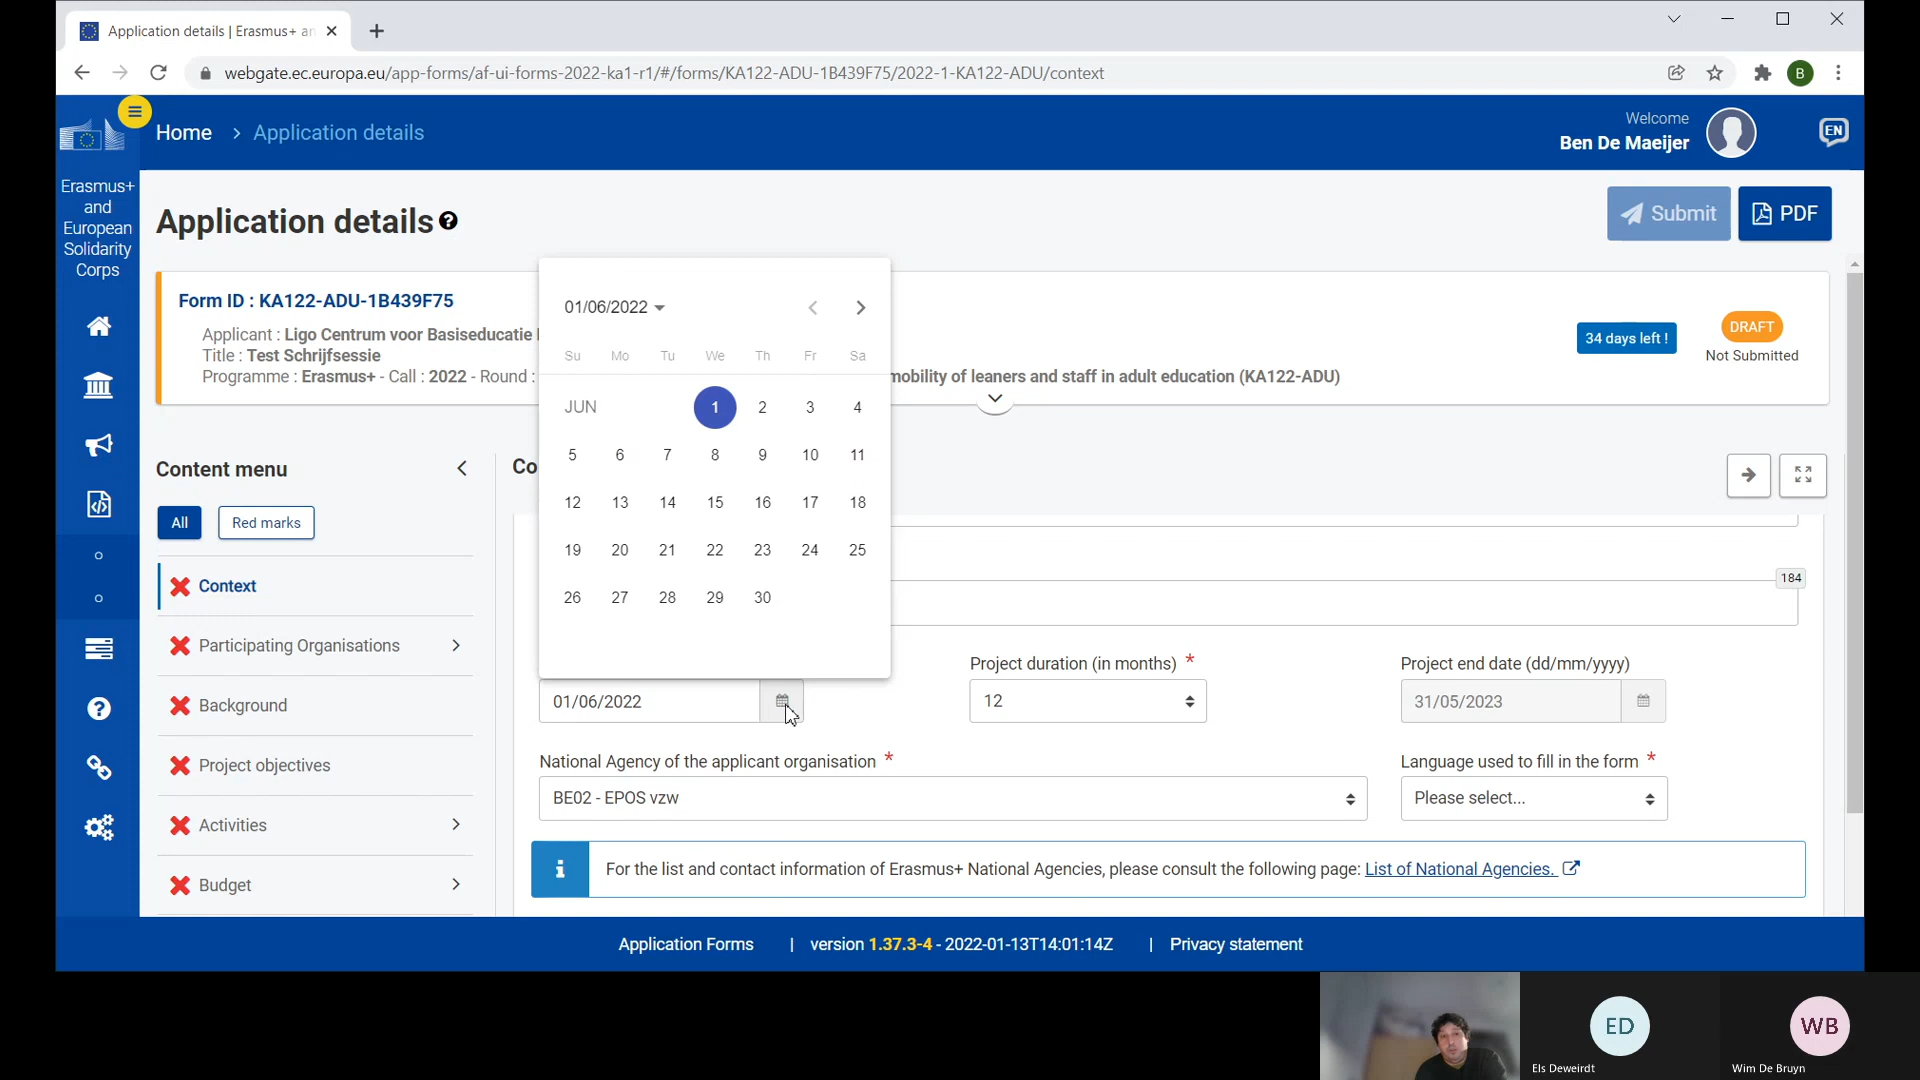 Application details | Erasmus+ an
webgate.ec.europa.eu/app-forms/af-ui-forms-2022-ka1-r1/#/forms/KA122-ADU-1B439F75/2022-1-KA122-ADU/context
B
Home > Application details
Welcome
Ben De Maeijer
EN
Erasmus+
and
European
Solidarity
Corps
Application details
Submit
PDF
Form ID : KA122-ADU-1B439F75
Applicant : Ligo Centrum voor Basiseducatie
Title : Test Schrijfsessie
Programme : Erasmus+ - Call : 2022 - Round :
mobility of leaners and staff in adult education (KA122-ADU)
34 days left !
DRAFT
Not Submitted
01/06/2022
Su Mo Tu We Th Fr Sa
JUN 1 2 3 4
5 6 7 8 9 10 11
12 13 14 15 16 17 18
19 20 21 22 23 24 25
26 27 28 29 30
Content menu
All
Red marks
Context
Participating Organisations
Background
Project objectives
Activities
Budget
Co
184
01/06/2022
Project duration (in months) *
12
Project end date (dd/mm/yyyy)
31/05/2023
National Agency of the applicant organisation *
BE02 - EPOS vzw
Language used to fill in the form *
Please select...
For the list and contact information of Erasmus+ National Agencies, please consult the following page: List of National Agencies.
Application Forms | version 1.37.3-4 - 2022-01-13T14:01:14Z | Privacy statement
ED
Els Deweirdt
WB
Wim De Bruyn